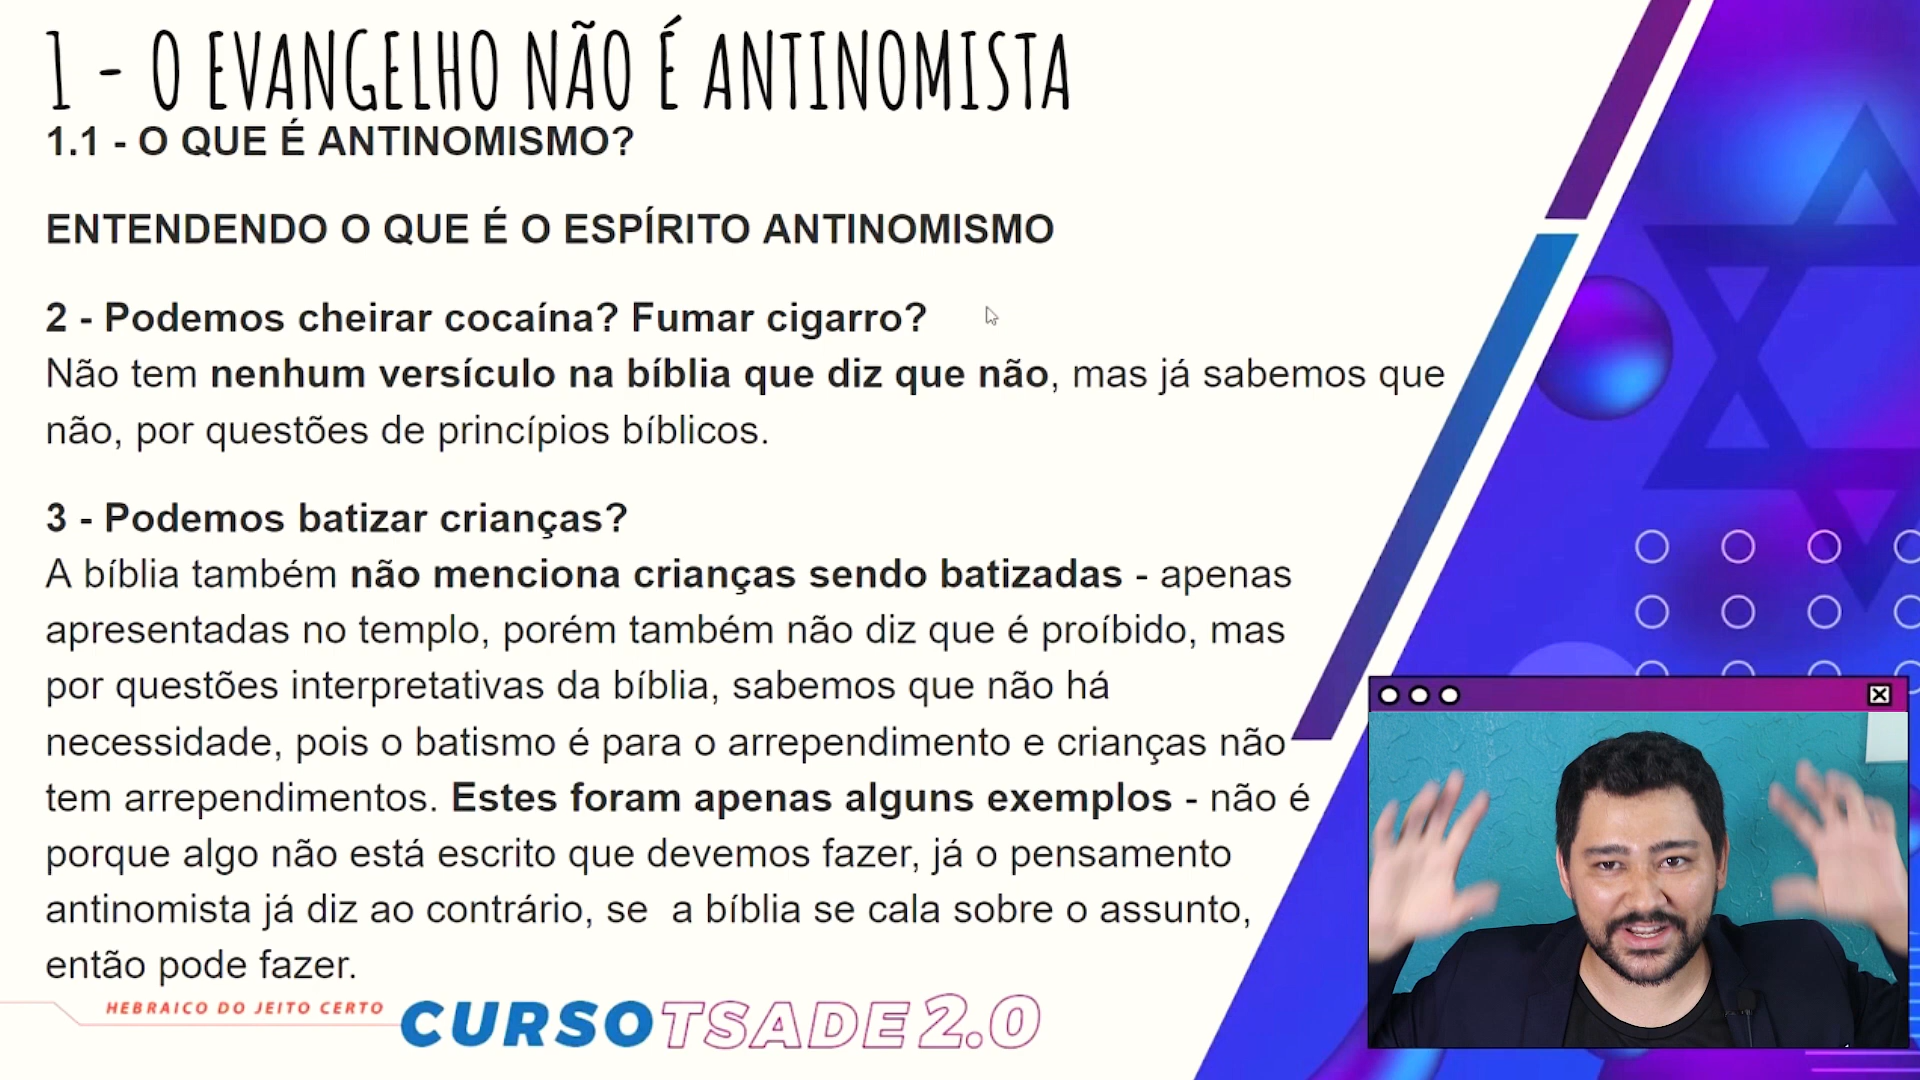 1 - O EVANGELHO NÃO É ANTINOMISTA
1.1 - O QUE É ANTINOMISMO?
ENTENDENDO O QUE É O ESPÍRITO ANTINOMISMO
2 - Podemos cheirar cocaína? Fumar cigarro?
Não tem nenhum versículo na bíblia que diz que não, mas já sabemos que
não, por questões de princípios bíblicos.
3 - Podemos batizar crianças?
A bíblia também não menciona crianças sendo batizadas - apenas
apresentadas no templo, porém também não diz que é proíbido, mas
por questões interpretativas da bíblia, sabemos que não há
necessidade, pois o batismo é para o arrependimento e crianças não
tem arrependimentos. Estes foram apenas alguns exemplos - não é
porque algo não está escrito que devemos fazer, já o pensamento
antinomista já diz ao contrário, se  a bíblia se cala sobre o assunto,
então pode fazer.
HEBRAICO DO JEITO CERTO
CURSO TSADE 2.0